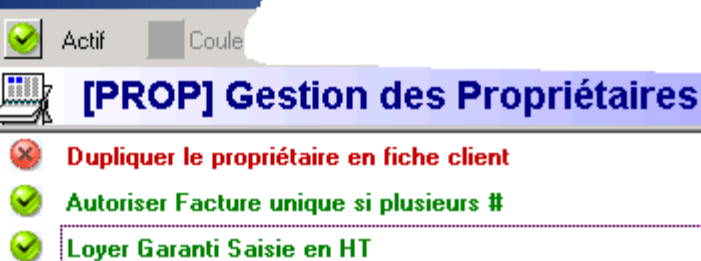 Actif Coule
[PROP] Gestion des Propriétaires
Dupliquer le propriétaire en fiche client
Autoriser Facture unique si plusieurs #
Loyer Garanti Saisie en HT